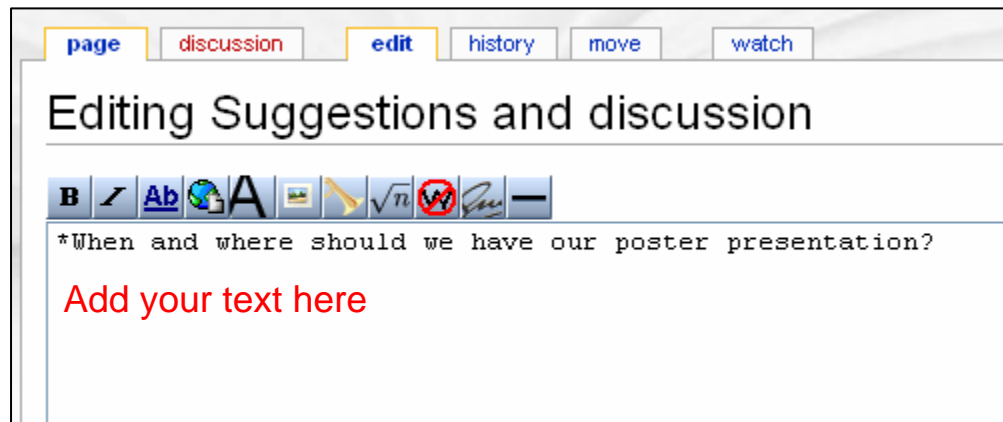 page discussion edit history move watch
Editing Suggestions and discussion
B I Ab A √n W
*When and where should we have our poster presentation?
Add your text here